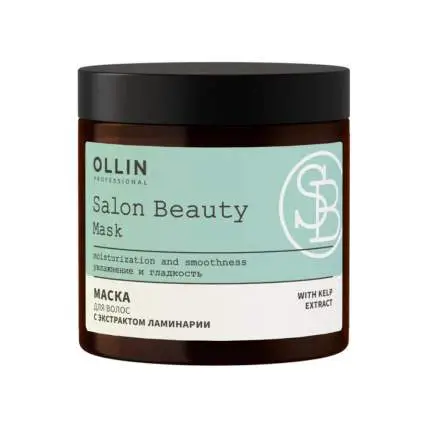 OLLIN
PROFESSIONAL
Salon Beauty
Mask
moisturization and smoothness
увлажнение и гладкость
МАСКА
ДЛЯ ВОЛОС
С ЭКСТРАКТОМ ЛАМИНАРИИ
WITH KELP
EXTRACT
SB